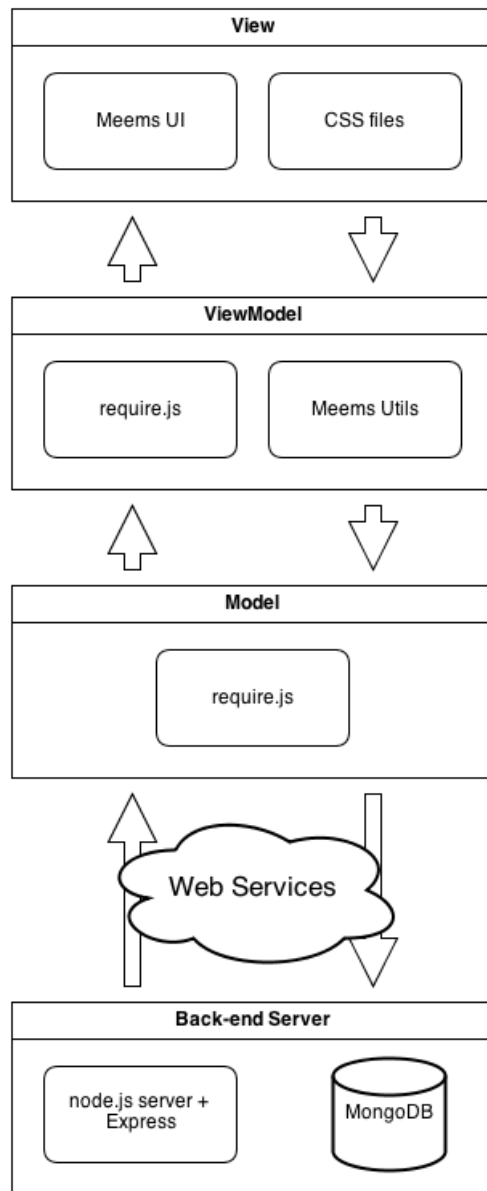 View
Meems UI
CSS files
ViewModel
require.js
Meems Utils
Model
require.js
Web Services
Back-end Server
node.js server +
Express
MongoDB